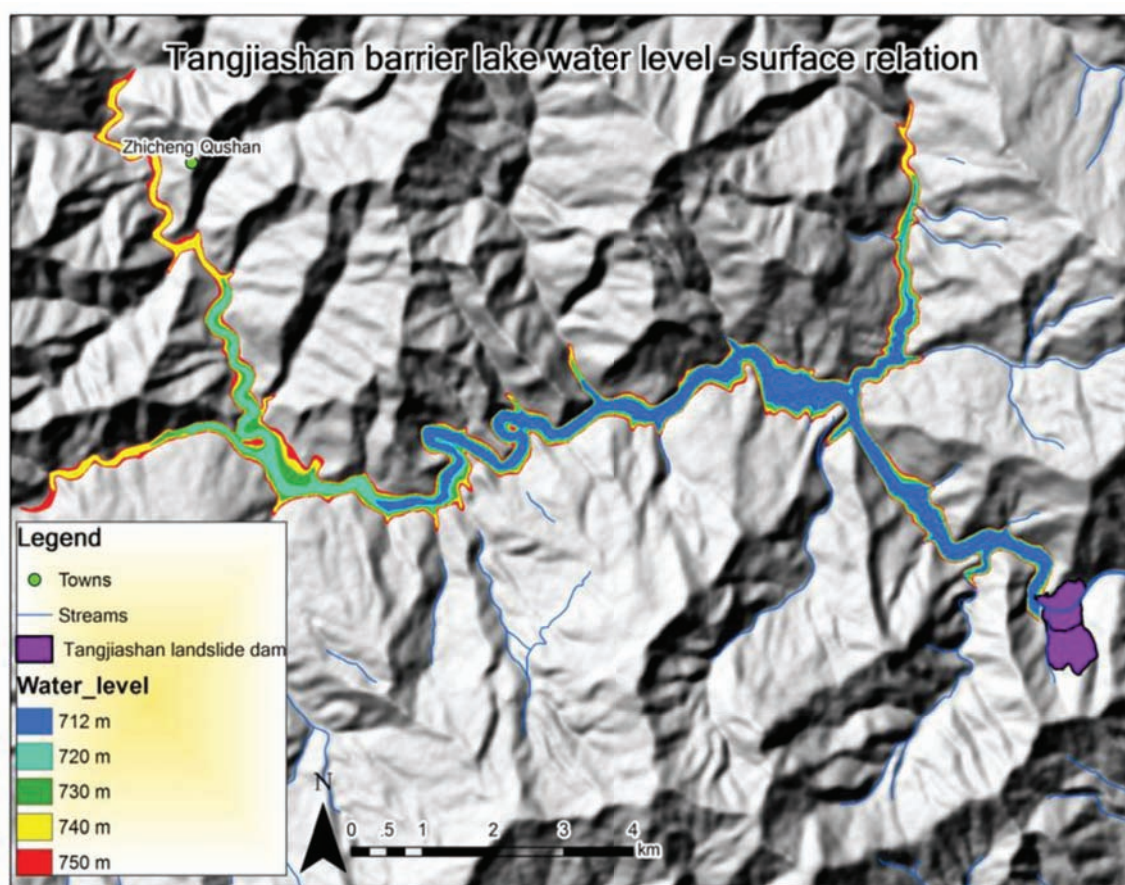 Tangjiashan barrier lake water level - surface relation
Zhicheng Qushan
Legend
Towns
Streams
Tangjiashan landslide dam
Water_level
712 m
720 m
730 m
740 m
750 m
N
0 .5 1 2 3 4
km